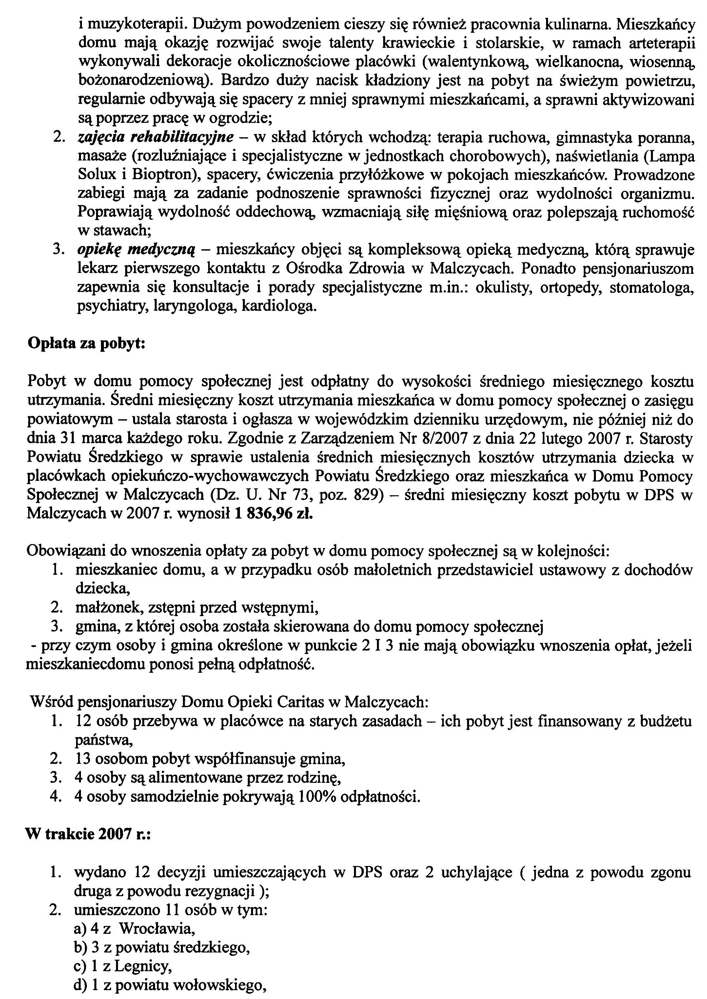 i muzykoterapii. Dużym powodzeniem cieszy się również pracownia kulinarna. Mieszkańcy
domu mają okazję rozwijać swoje talenty krawieckie i stolarskie, w ramach arteterapii
wykonywali dekoracje okolicznościowe placówki (walentynkową, wielkanocna, wiosenną,
bożonarodzeniową). Bardzo duży nacisk kładziony jest na pobyt na świeżym powietrzu,
regularnie odbywają się spacery z mniej sprawnymi mieszkańcami, a sprawni aktywizowani
są poprzez pracę w ogrodzie;
2. zajęcia rehabilitacyjne – w skład których wchodzą: terapia ruchowa, gimnastyka poranna,
masaże (rozluźniające i specjalistyczne w jednostkach chorobowych), naświetlania (Lampa
Solux i Bioptron), spacery, ćwiczenia przyłóżkowe w pokojach mieszkańców. Prowadzone
zabiegi mają za zadanie podnoszenie sprawności fizycznej oraz wydolności organizmu.
Poprawiają wydolność oddechową, wzmacniają siłę mięśniową oraz polepszają ruchomość
w stawach;
3. opiekę medyczną – mieszkańcy objęci są kompleksową opieką medyczną, którą sprawuje
lekarz pierwszego kontaktu z Ośrodka Zdrowia w Malczycach. Ponadto pensjonariuszom
zapewnia się konsultacje i porady specjalistyczne m.in.: okulisty, ortopedy, stomatologa,
psychiatry, laryngologa, kardiologa.
Opłata za pobyt:
Pobyt w domu pomocy społecznej jest odpłatny do wysokości średniego miesięcznego kosztu
utrzymania. Średni miesięczny koszt utrzymania mieszkańca w domu pomocy społecznej o zasięgu
powiatowym – ustala starosta i ogłasza w wojewódzkim dzienniku urzędowym, nie później niż do
dnia 31 marca każdego roku. Zgodnie z Zarządzeniem Nr 8/2007 z dnia 22 lutego 2007 r. Starosty
Powiatu Średzkiego w sprawie ustalenia średnich miesięcznych kosztów utrzymania dziecka w
placówkach opiekuńczo-wychowawczych Powiatu Średzkiego oraz mieszkańca w Domu Pomocy
Społecznej w Malczycach (Dz. U. Nr 73, poz. 829) – średni miesięczny koszt pobytu w DPS w
Malczycach w 2007 r. wynosił 1 836,96 zł.
Obowiązani do wnoszenia opłaty za pobyt w domu pomocy społecznej są w kolejności:
1. mieszkaniec domu, a w przypadku osób małoletnich przedstawiciel ustawowy z dochodów
dziecka,
2. małżonek, zstępni przed wstępnymi,
3. gmina, z której osoba została skierowana do domu pomocy społecznej
- przy czym osoby i gmina określone w punkcie 2 I 3 nie mają obowiązku wnoszenia opłat, jeżeli
mieszkaniecdomu ponosi pełną odpłatność.
Wśród pensjonariuszy Domu Opieki Caritas w Malczycach:
1. 12 osób przebywa w placówce na starych zasadach – ich pobyt jest finansowany z budżetu
państwa,
2. 13 osobom pobyt współfinansuje gmina,
3. 4 osoby są alimentowane przez rodzinę,
4. 4 osoby samodzielnie pokrywają 100% odpłatności.
W trakcie 2007 r.:
1. wydano 12 decyzji umieszczających w DPS oraz 2 uchylające ( jedna z powodu zgonu
druga z powodu rezygnacji );
2. umieszczono 11 osób w tym:
a) 4 z Wrocławia,
b) 3 z powiatu średzkiego,
c) 1 z Legnicy,
d) 1 z powiatu wołowskiego,